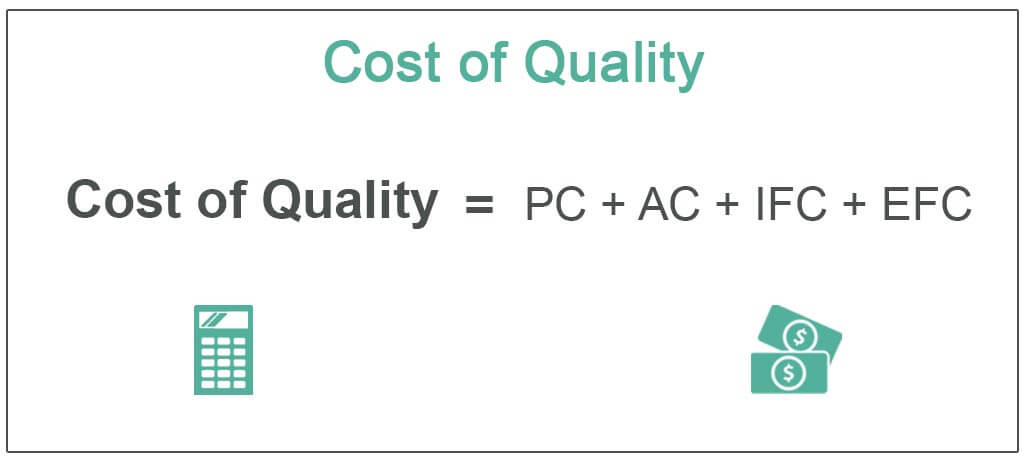 Cost of Quality
Cost of Quality = PC + AC + IFC + EFC
$
$